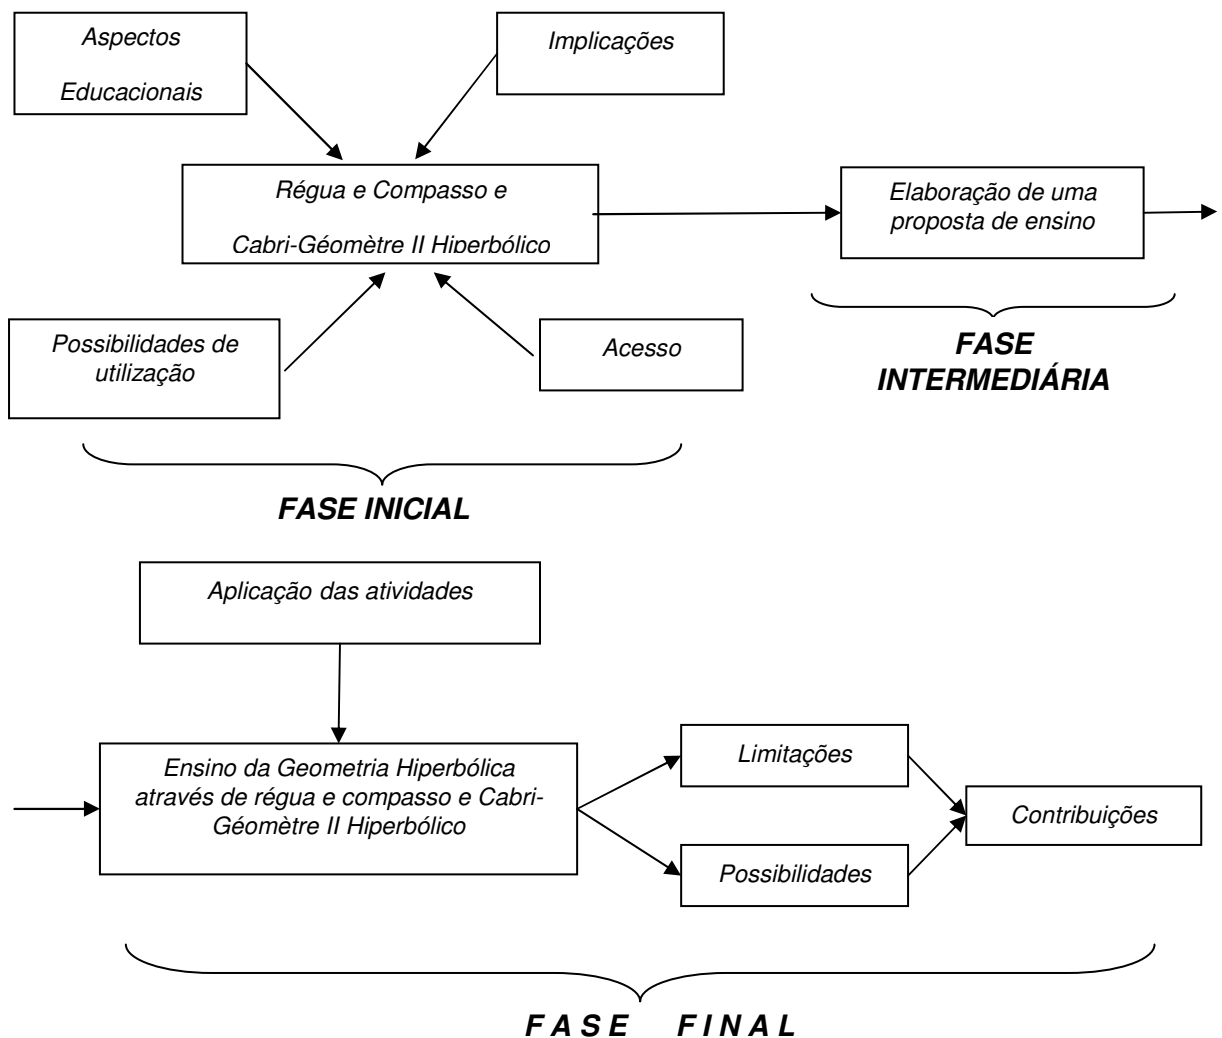 Aspectos
Educacionais
Implicações
Régua e Compasso e
Cabri-Géomètre II Hiperbólico
Elaboração de uma
proposta de ensino
Possibilidades de
utilização
Acesso
FASE
INTERMEDIÁRIA
FASE INICIAL
Aplicação das atividades
Ensino da Geometria Hiperbólica
através de régua e compasso e Cabri-
Géomètre II Hiperbólico
Limitações
Possibilidades
Contribuições
FASE FINAL